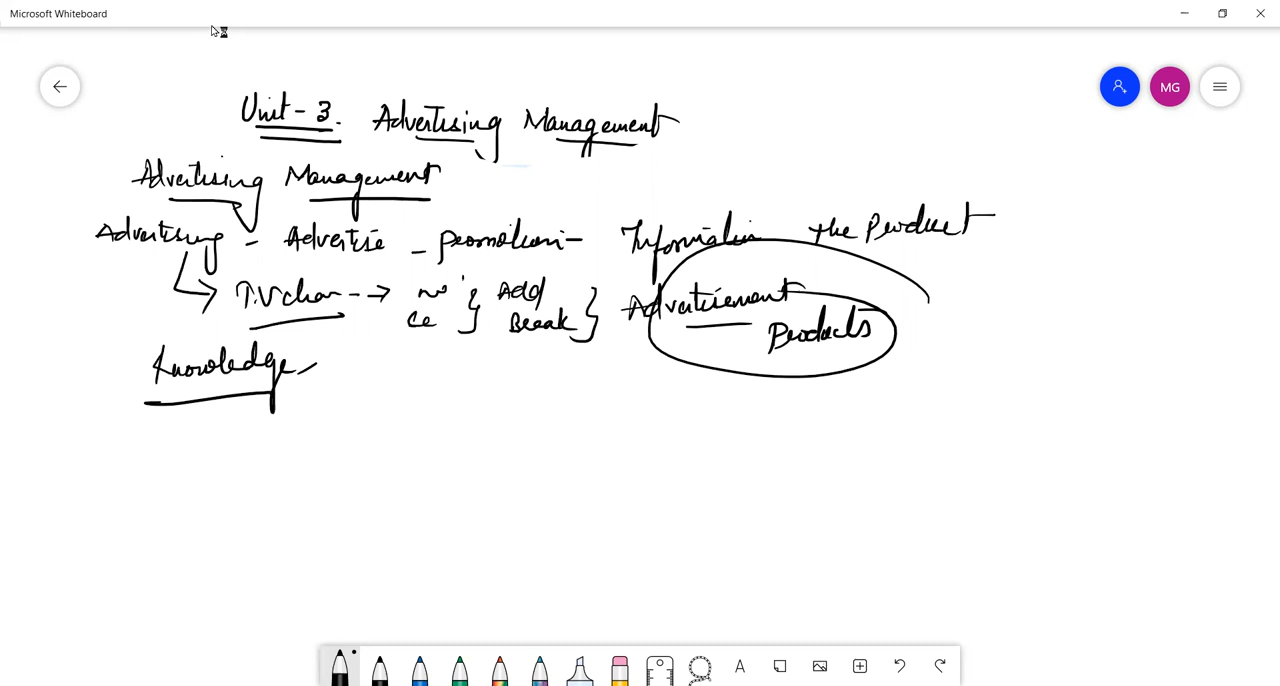 Microsoft Whiteboard
MG
Unit - 3. Advertising Management
Advertising Management
Advertising - Advertise - promotion - Information the Product
T.V chan → Add Break Advertisement
Products
Knowledge
A